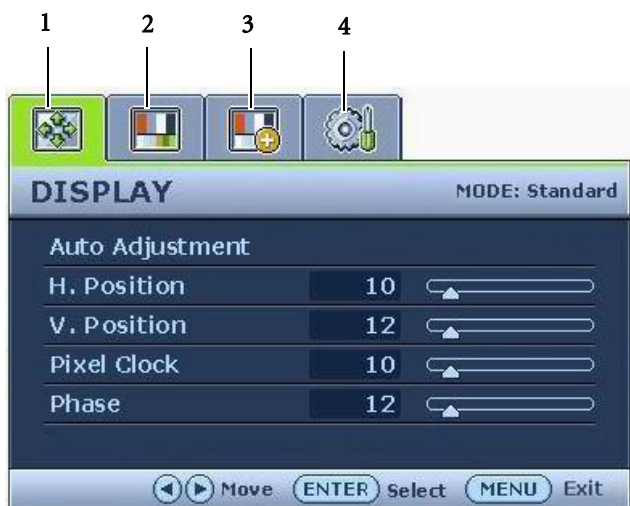 1 2 3 4
DISPLAY MODE: Standard
Auto Adjustment
H. Position 10
V. Position 12
Pixel Clock 10
Phase 12
Move ENTER Select MENU Exit